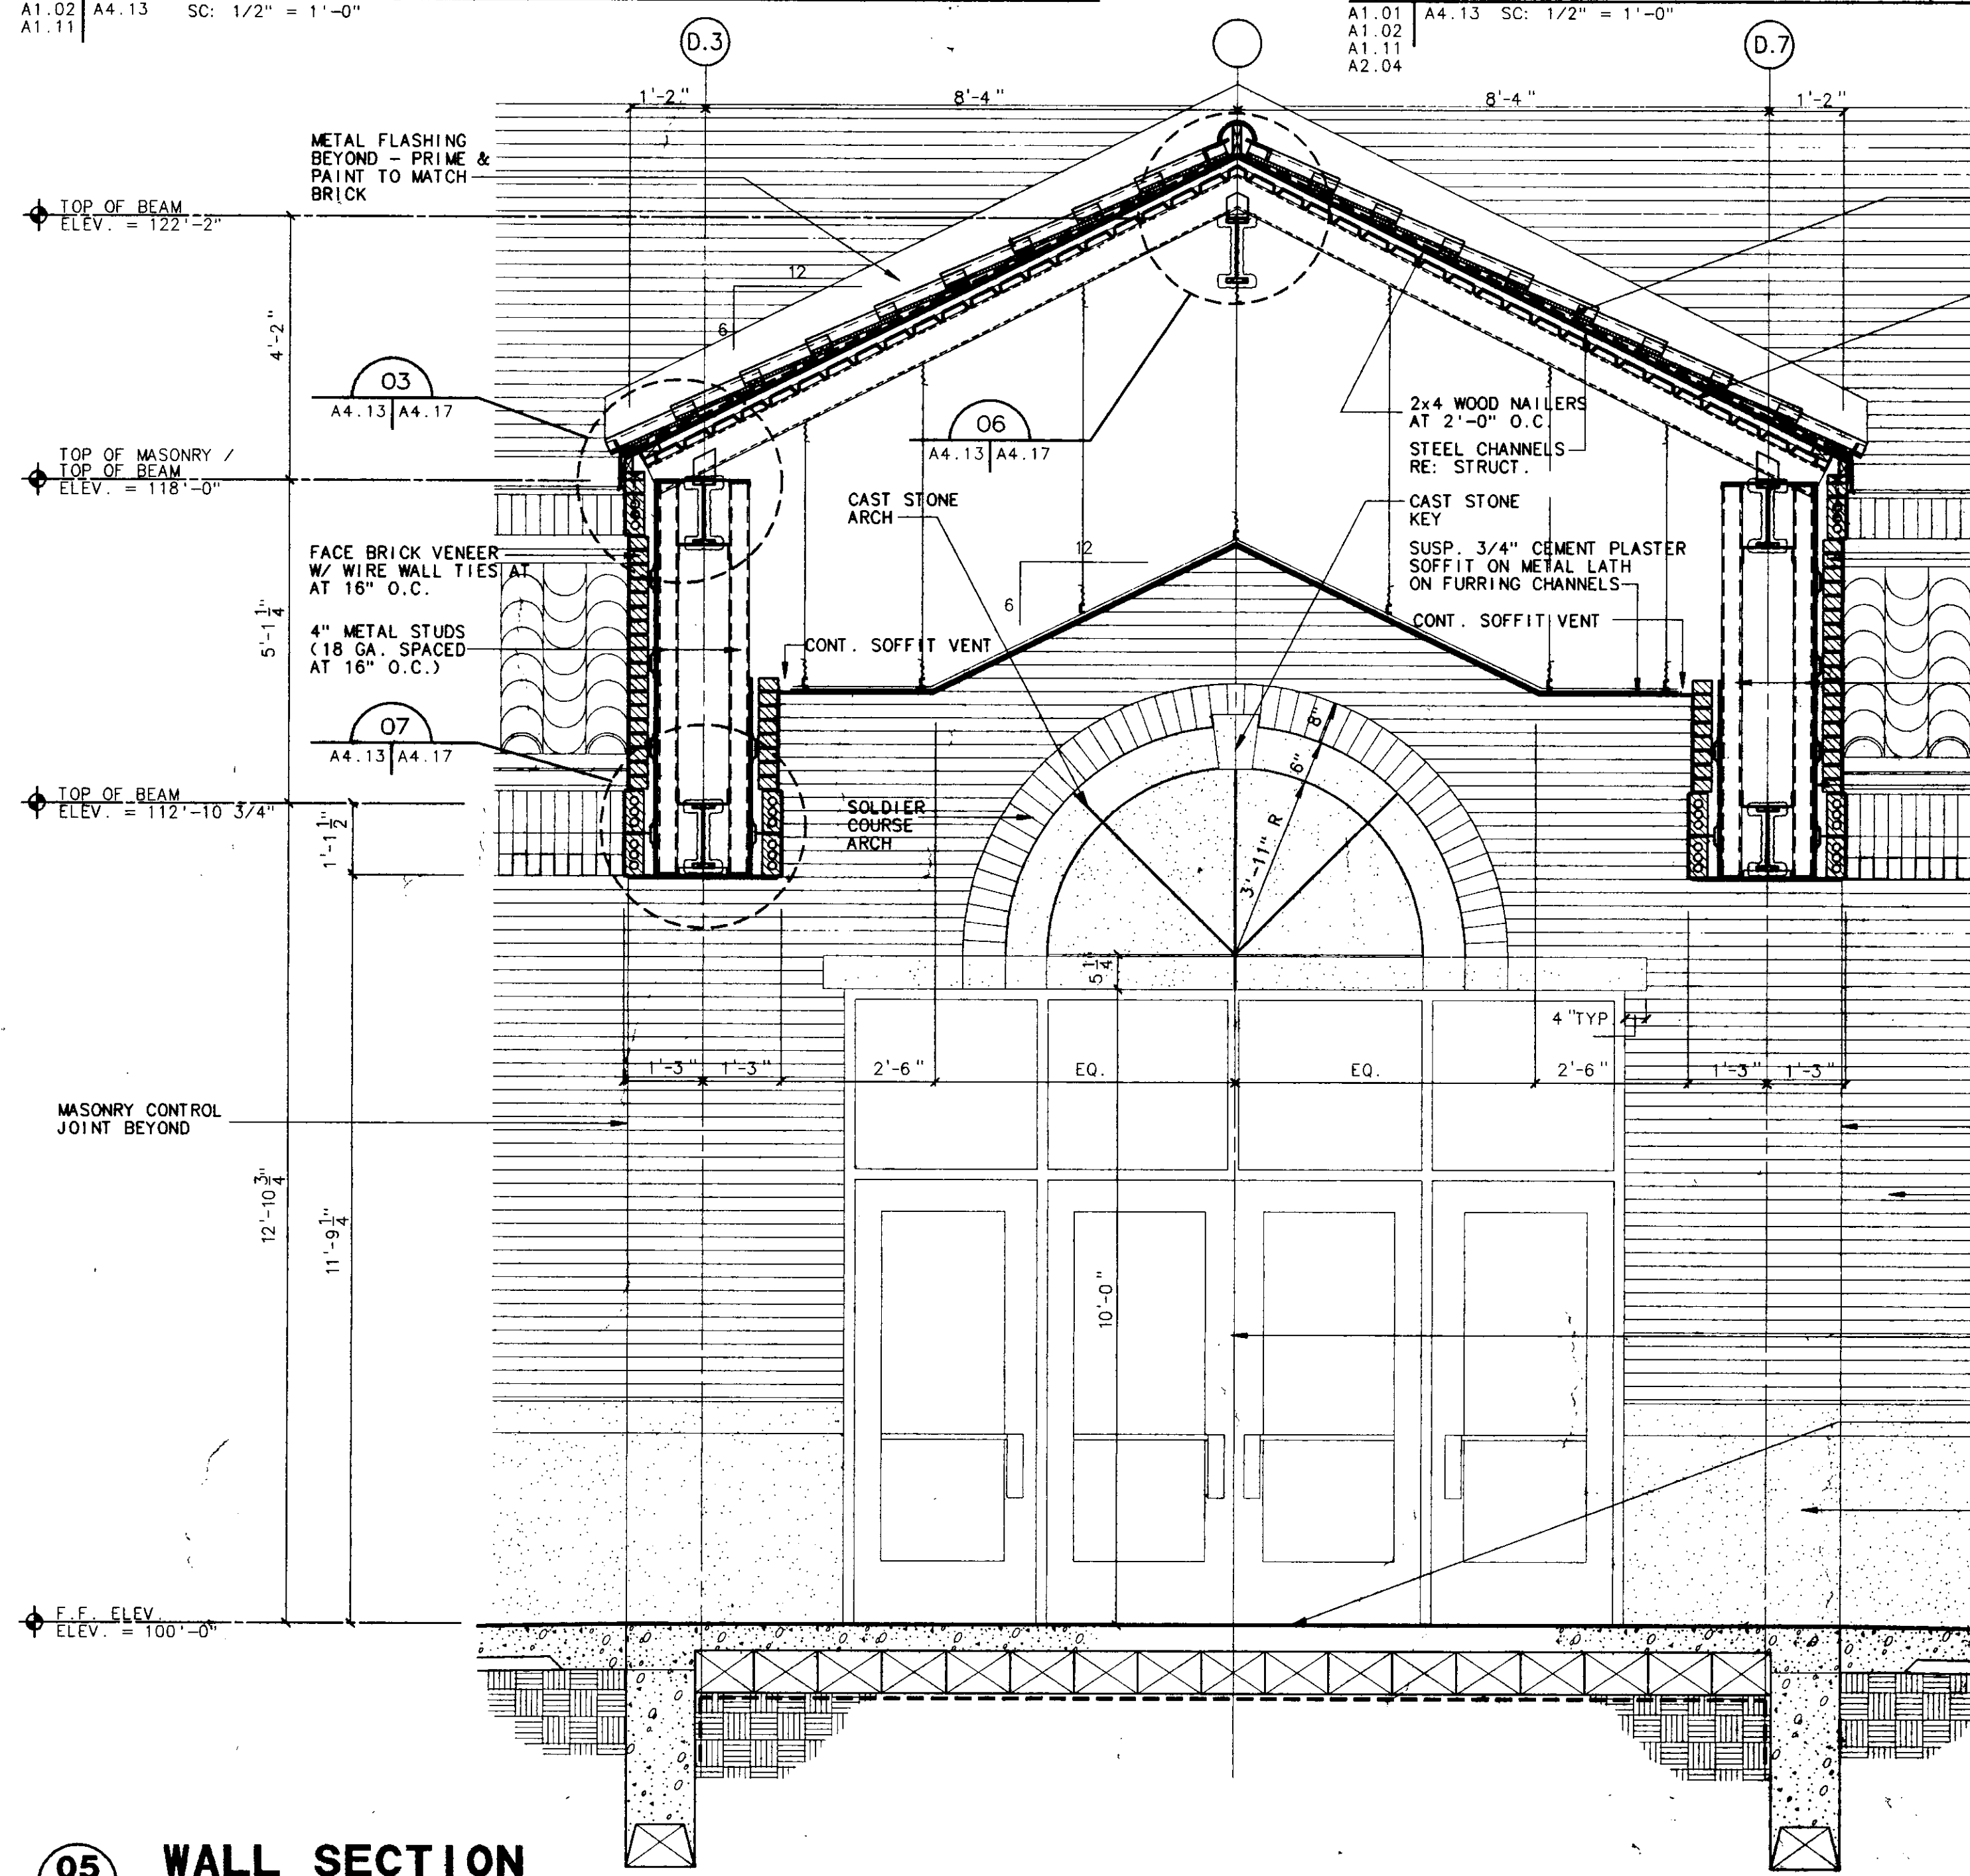 A1.02 A4.13 SC: 1/2" = 1'-0"
A1.11
A1.01 A4.13 SC: 1/2" = 1'-0"
A1.02
A1.11
A2.04
D.3
D.7
1'-2"
8'-4"
8'-4"
1'-2"
METAL FLASHING
BEYOND - PRIME &
PAINT TO MATCH
BRICK
TOP OF BEAM
ELEV. = 122'-2"
12
6
4'-2"
03
A4.13 A4.17
06
A4.13 A4.17
2x4 WOOD NAILERS
AT 2'-0" O.C.
STEEL CHANNELS
RE: STRUCT.
TOP OF MASONRY /
TOP OF BEAM
ELEV. = 118'-0"
CAST STONE
ARCH
CAST STONE
KEY
FACE BRICK VENEER
W/ WIRE WALL TIES AT
AT 16" O.C.
12
6
SUSP. 3/4" CEMENT PLASTER
SOFFIT ON METAL LATH
ON FURRING CHANNELS
5'-1 1/4"
4" METAL STUDS
(18 GA. SPACED
AT 16" O.C.)
CONT. SOFFIT VENT
CONT. SOFFIT VENT
07
A4.13 A4.17
8"
6"
3'-11" R
TOP OF BEAM
ELEV. = 112'-10 3/4"
1'-1 1/2"
SOLDIER
COURSE
ARCH
5 1/4"
4"TYP.
1'-3"
1'-3"
2'-6"
EQ.
EQ.
2'-6"
1'-3"
1'-3"
MASONRY CONTROL
JOINT BEYOND
12'-10 3/4"
11'-9 1/4"
10'-0"
F.F. ELEV.
ELEV. = 100'-0"
05 WALL SECTION